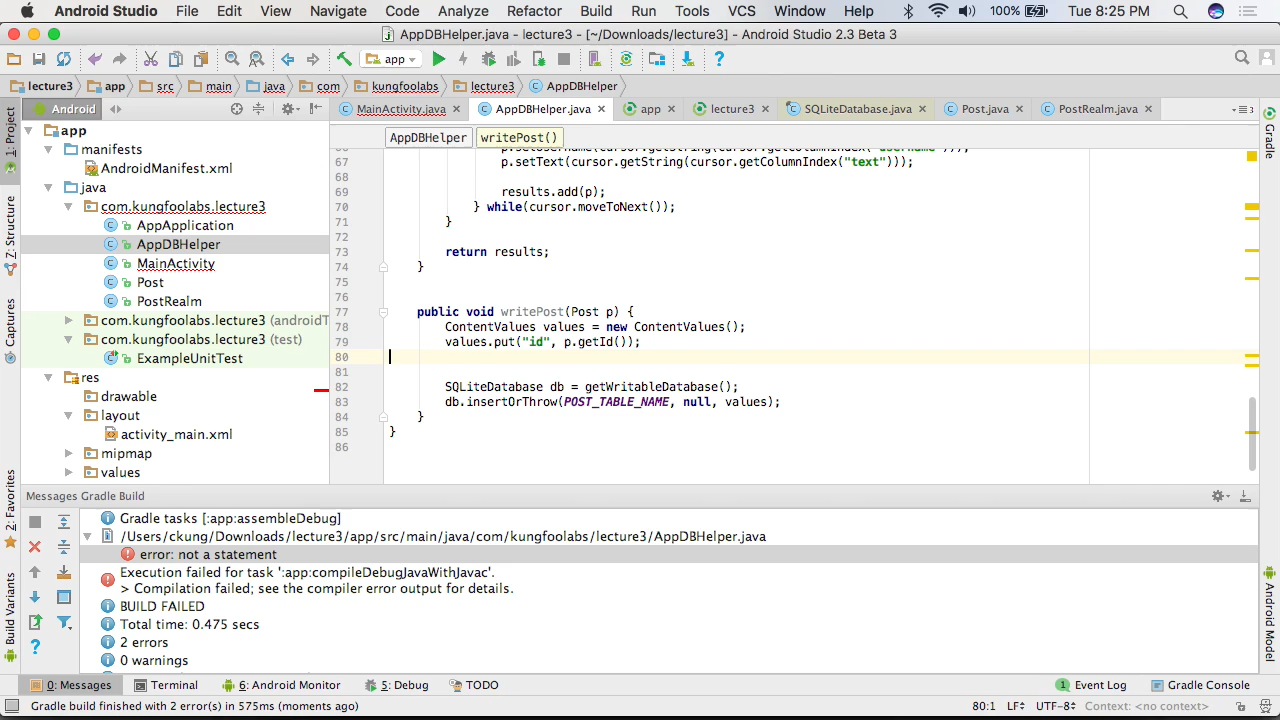 Android Studio File Edit View Navigate Code Analyze Refactor Build Run Tools VCS Window Help 100% Tue 8:25 PM
AppDBHelper.java - lecture3 - [~/Downloads/lecture3] - Android Studio 2.3 Beta 3
app
lecture3 app src main java com kungfoolabs lecture3 AppDBHelper
Android MainActivity.java AppDBHelper.java app lecture3 SQLiteDatabase.java Post.java PostRealm.java
AppDBHelper writePost()
1: Project
Z: Structure
Captures
2: Favorites
Build Variants
app
manifests
AndroidManifest.xml
java
com.kungfoolabs.lecture3
AppApplication
AppDBHelper
MainActivity
Post
PostRealm
com.kungfoolabs.lecture3 (androidT
com.kungfoolabs.lecture3 (test)
ExampleUnitTest
res
drawable
layout
activity_main.xml
mipmap
values
67 p.setText(cursor.getString(cursor.getColumnIndex("text")));
68
69 results.add(p);
70 } while(cursor.moveToNext());
71 }
72
73 return results;
74 }
75
76
77 public void writePost(Post p) {
78 ContentValues values = new ContentValues();
79 values.put("id", p.getId());
80
81
82 SQLiteDatabase db = getWritableDatabase();
83 db.insertOrThrow(POST_TABLE_NAME, null, values);
84 }
85 }
86
Gradle
Android Model
Messages Gradle Build
Gradle tasks [:app:assembleDebug]
/Users/ckung/Downloads/lecture3/app/src/main/java/com/kungfoolabs/lecture3/AppDBHelper.java
error: not a statement
Execution failed for task ':app:compileDebugJavaWithJavac'.
> Compilation failed; see the compiler error output for details.
BUILD FAILED
Total time: 0.475 secs
2 errors
0 warnings
0: Messages Terminal 6: Android Monitor 5: Debug TODO 1 Event Log Gradle Console
Gradle build finished with 2 error(s) in 575ms (moments ago) 80:1 LF UTF-8 Context: <no context>